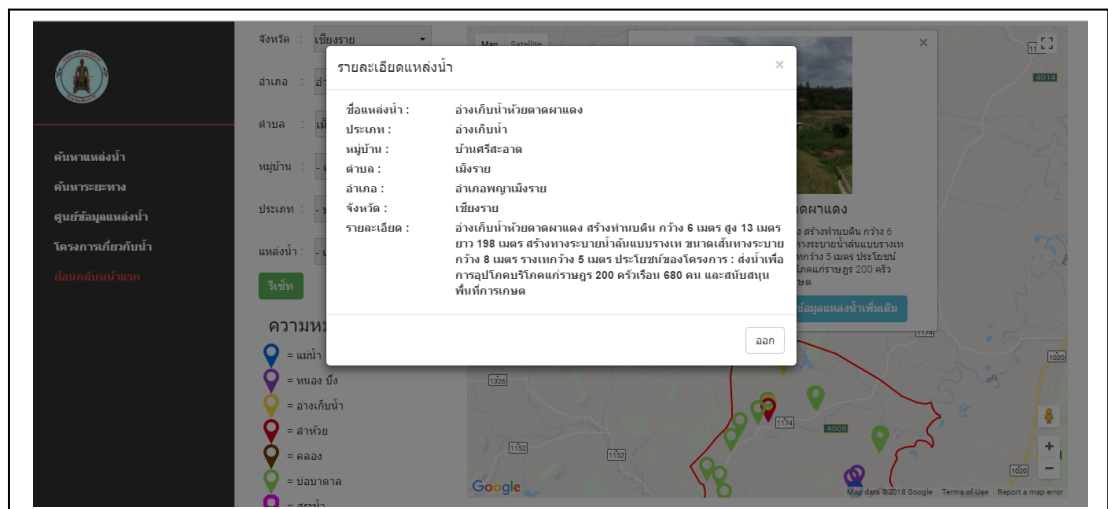 ค้นหาแหล่งน้ำ
ค้นหาระยะทาง
ศูนย์ข้อมูลแหล่งน้ำ
โครงการเกี่ยวกับน้ำ
ย้อนกลับหน้าแรก
จังหวัด : เชียงราย
อำเภอ :
ตำบล :
หมู่บ้าน :
ประเภท :
แหล่งน้ำ :
รีเซ็ท
= แม่น้ำ
= หนอง บึง
= อ่างเก็บน้ำ
= ลำห้วย
= คลอง
= บ่อบาดาล
= สระน้ำ
รายละเอียดแหล่งน้ำ ×
ชื่อแหล่งน้ำ : อ่างเก็บน้ำห้วยตาดผาแดง
ประเภท : อ่างเก็บน้ำ
หมู่บ้าน : บ้านศรีสะอาด
ตำบล : เม็งราย
อำเภอ : อำเภอพญาเม็งราย
จังหวัด : เชียงราย
รายละเอียด : อ่างเก็บน้ำห้วยตาดผาแดง สร้างทำนบดิน กว้าง 6 เมตร สูง 13 เมตร
ยาว 198 เมตร สร้างทางระบายน้ำล้นแบบรางเท ขนาดเส้นทางระบาย
กว้าง 8 เมตร รางเทกว้าง 5 เมตร ประโยชน์ของโครงการ : ส่งน้ำเพื่อ
การอุปโภคบริโภคแก่ราษฎร 200 ครัวเรือน 680 คน และสนับสนุน
พื้นที่การเกษต
ออก
Map Satellite
×
4014
ข้อมูลแหล่งน้ำเพิ่มเติม
1174
1020
1326
1174
4008
1152
1152
1020
+
−
Google
Map data ©2018 Google Terms of Use Report a map error